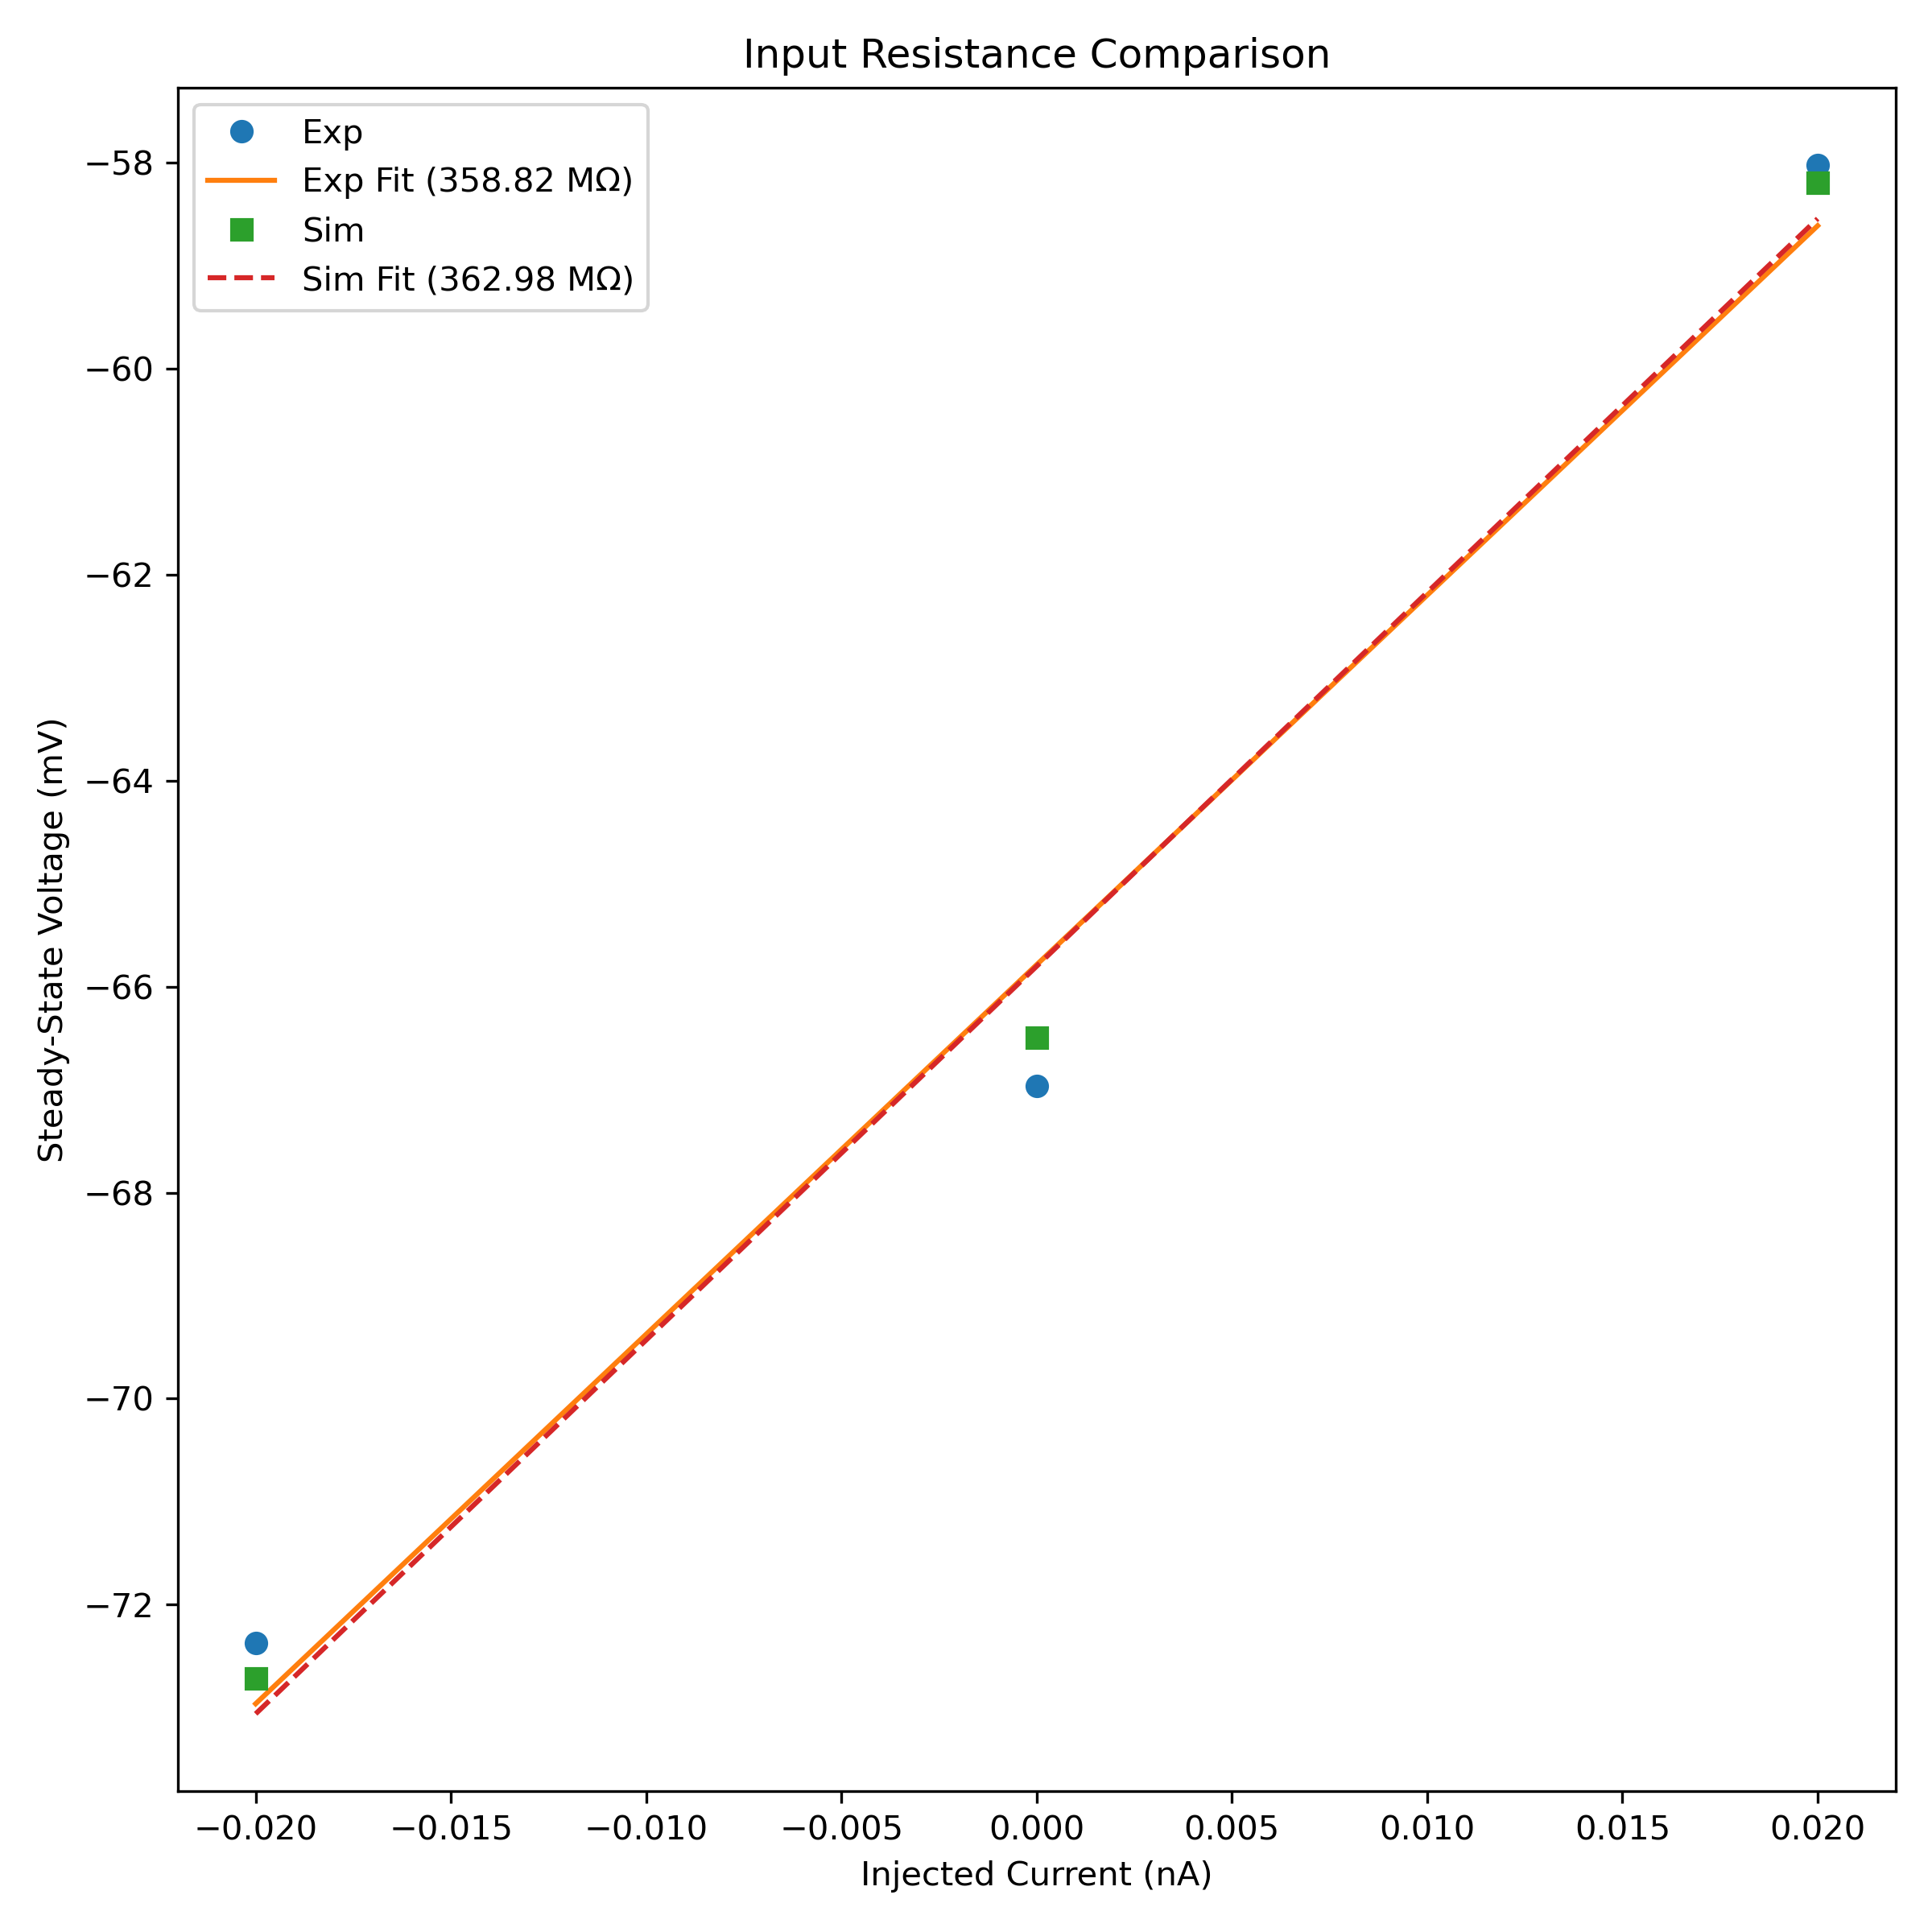 Input Resistance Comparison
Exp
Exp Fit (358.82 MΩ)
Sim
Sim Fit (362.98 MΩ)
−58
−60
−62
−64
−66
−68
−70
−72
Steady-State Voltage (mV)
−0.020 −0.015 −0.010 −0.005 0.000 0.005 0.010 0.015 0.020
Injected Current (nA)